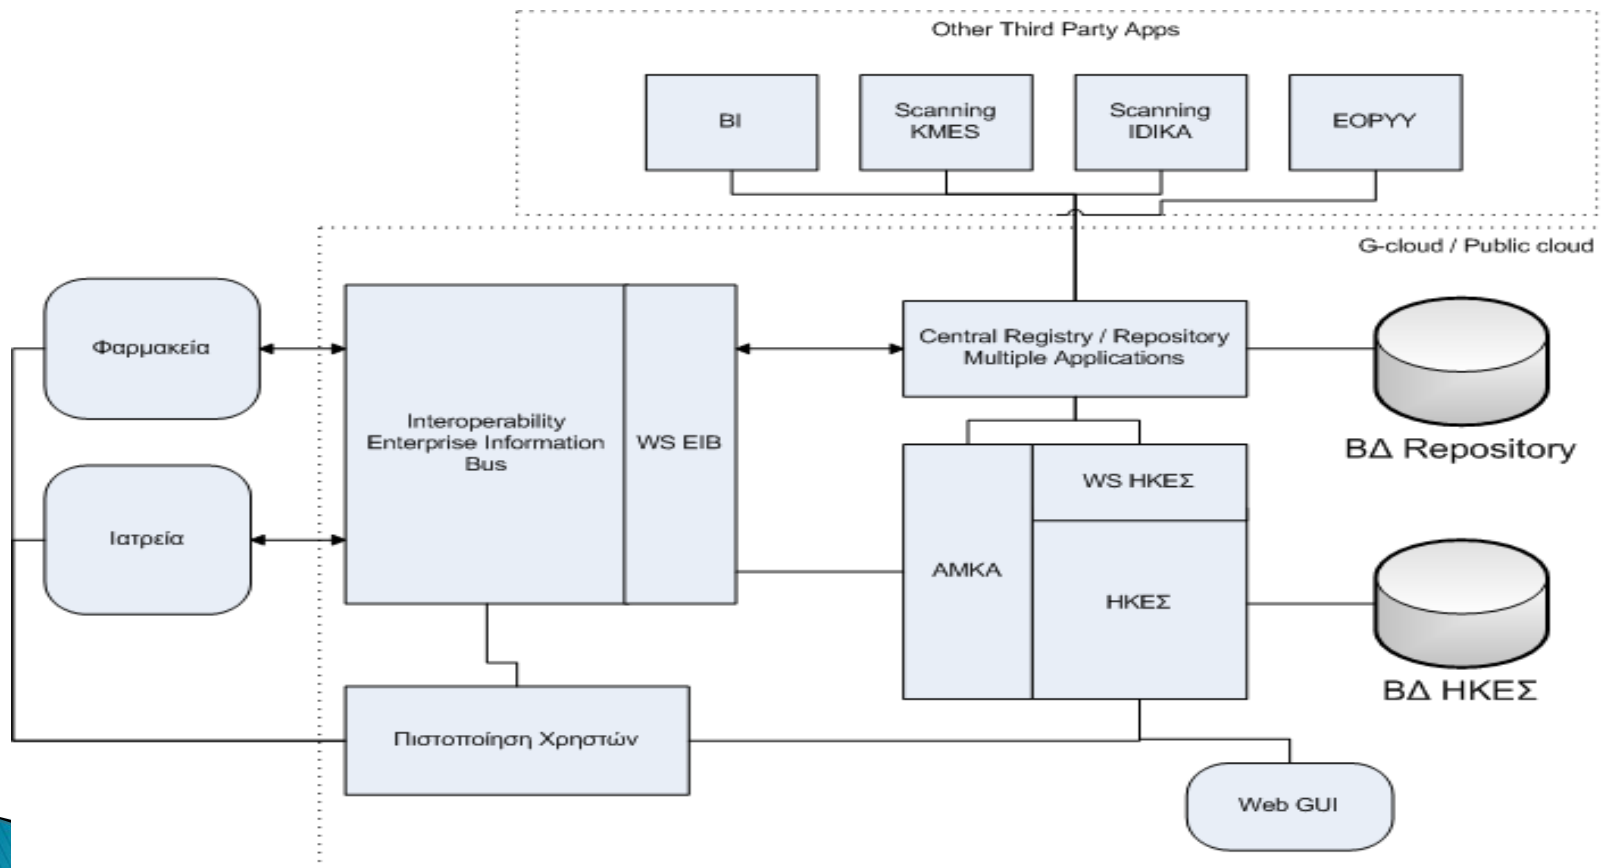 Other Third Party Apps
BI
Scanning
KMES
Scanning
IDIKA
ΕΟΡΥΥ
G-cloud / Public cloud
Φαρμακεία
Ιατρεία
Interoperability
Enterprise Information
Bus
WS EIB
Central Registry / Repository
Multiple Applications
ΒΔ Repository
WS ΗΚΕΣ
ΑΜΚΑ
ΗΚΕΣ
ΒΔ ΗΚΕΣ
Πιστοποίηση Χρηστών
Web GUI